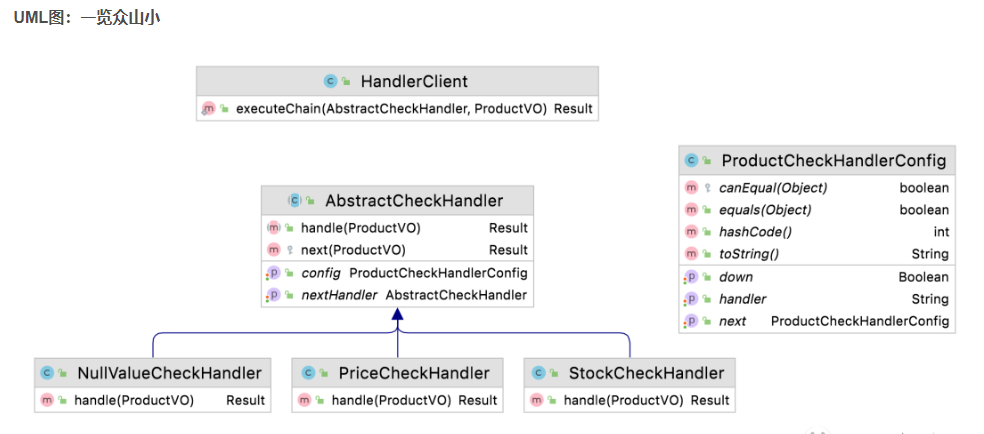 UML图：一览众山小
HandlerClient
executeChain(AbstractCheckHandler, ProductVO) Result
ProductCheckHandlerConfig
canEqual(Object) boolean
equals(Object) boolean
hashCode() int
toString() String
down Boolean
handler String
next ProductCheckHandlerConfig
AbstractCheckHandler
handle(ProductVO) Result
next(ProductVO) Result
config ProductCheckHandlerConfig
nextHandler AbstractCheckHandler
NullValueCheckHandler
handle(ProductVO) Result
PriceCheckHandler
handle(ProductVO) Result
StockCheckHandler
handle(ProductVO) Result